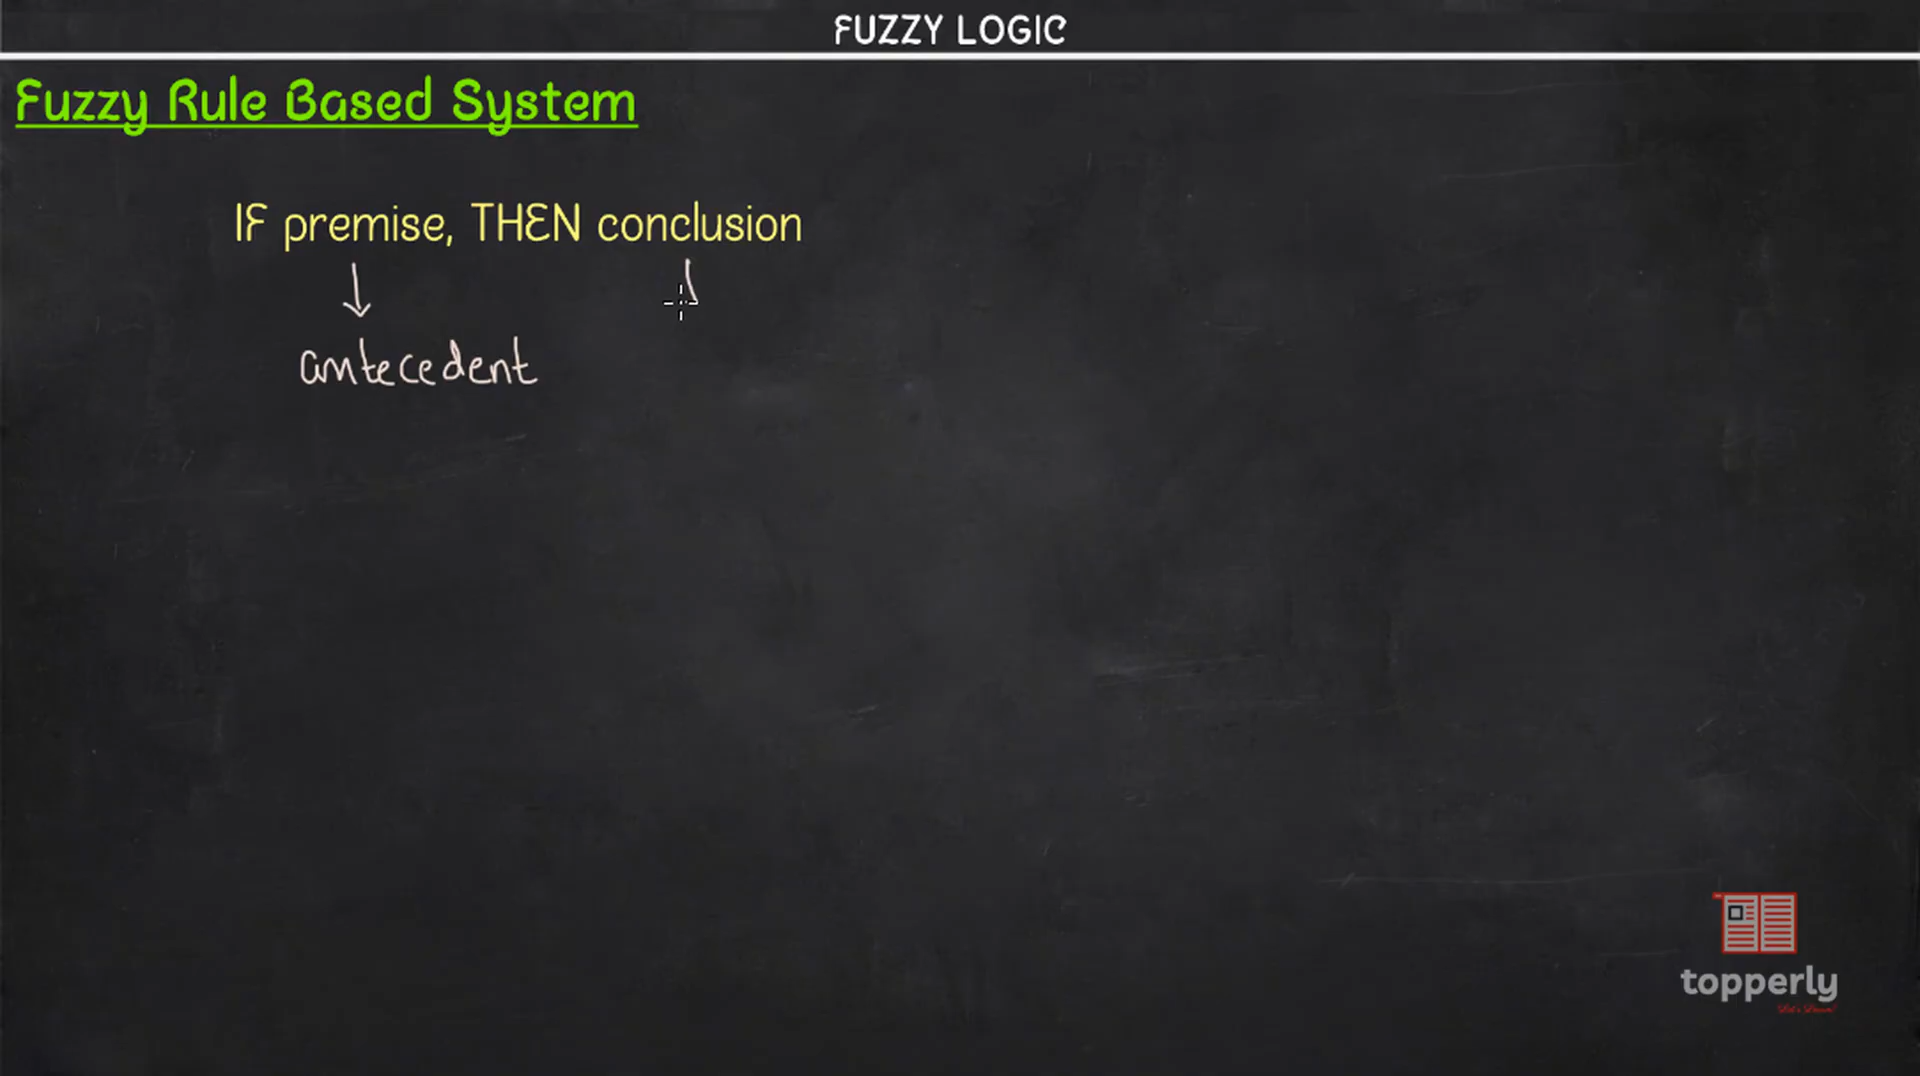 FUZZY LOGIC
Fuzzy Rule Based System
IF premise, THEN conclusion
antecedent
topperly